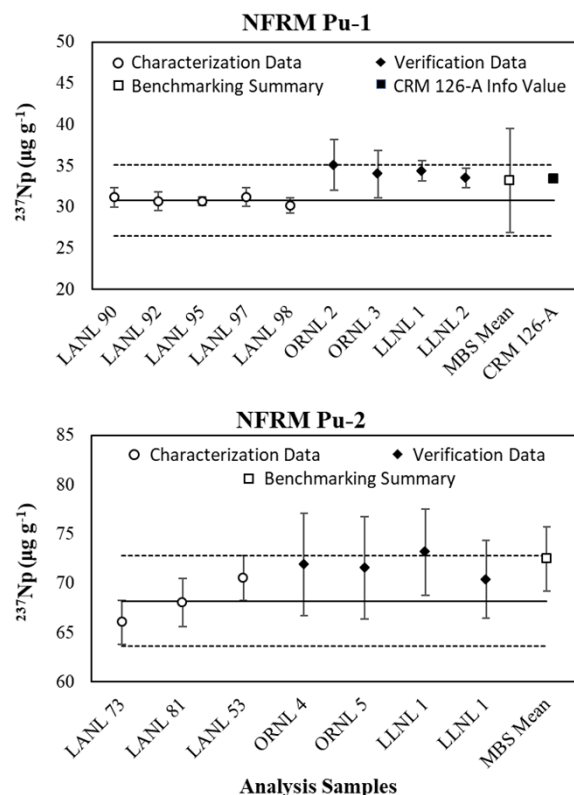 NFRM Pu-1
²³⁷Np (µg g⁻¹)
50
45
40
35
30
25
20
Characterization Data
Verification Data
Benchmarking Summary
CRM 126-A Info Value
LANL 90
LANL 92
LANL 95
LANL 97
LANL 98
ORNL 2
ORNL 3
LLNL 1
LLNL 2
MBS Mean
CRM 126-A
NFRM Pu-2
²³⁷Np (µg g⁻¹)
85
80
75
70
65
60
Characterization Data
Verification Data
Benchmarking Summary
LANL 73
LANL 81
LANL 53
ORNL 4
ORNL 5
LLNL 1
LLNL 1
MBS Mean
Analysis Samples